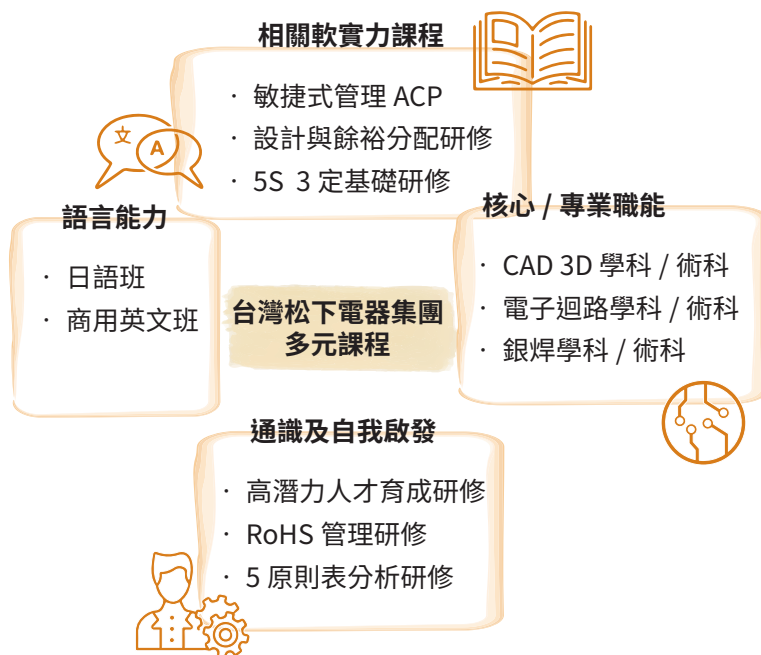 相關軟實力課程
· 敏捷式管理 ACP
· 設計與餘裕分配研修
· 5S 3 定基礎研修
文 A
語言能力
· 日語班
· 商用英文班
台灣松下電器集團
多元課程
核心 / 專業職能
· CAD 3D 學科 / 術科
· 電子迴路學科 / 術科
· 銀焊學科 / 術科
通識及自我啟發
· 高潛力人才育成研修
· RoHS 管理研修
· 5 原則表分析研修